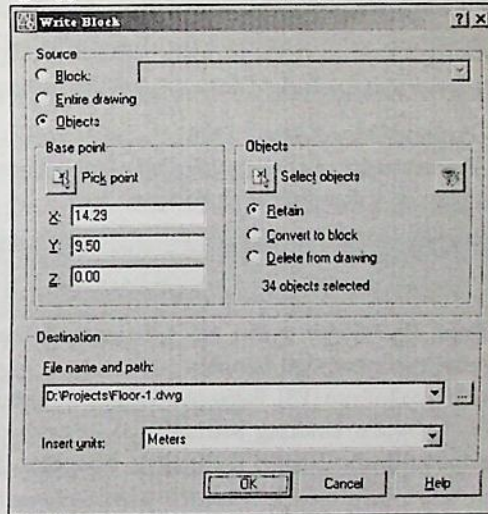 Write Block
Source
Block:
Entire drawing
Objects
Base point
Pick point
X: 14.29
Y: 9.50
Z: 0.00
Objects
Select objects
Retain
Convert to block
Delete from drawing
34 objects selected
Destination
File name and path:
D:\Projects\Floor-1.dwg
...
Insert units: Meters
OK Cancel Help